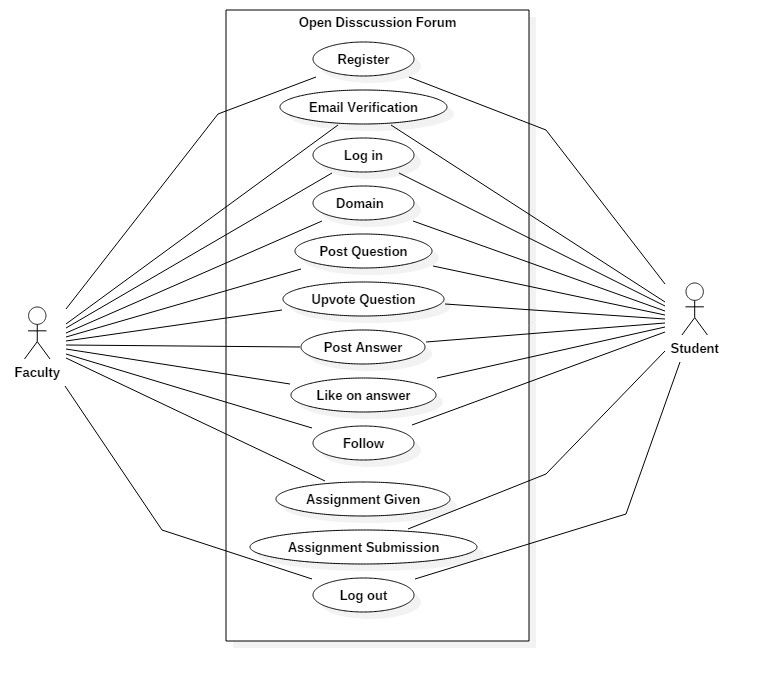 Open Disscussion Forum
Register
Email Verification
Log in
Domain
Post Question
Upvote Question
Post Answer
Like on answer
Follow
Assignment Given
Assignment Submission
Log out
Faculty
Student